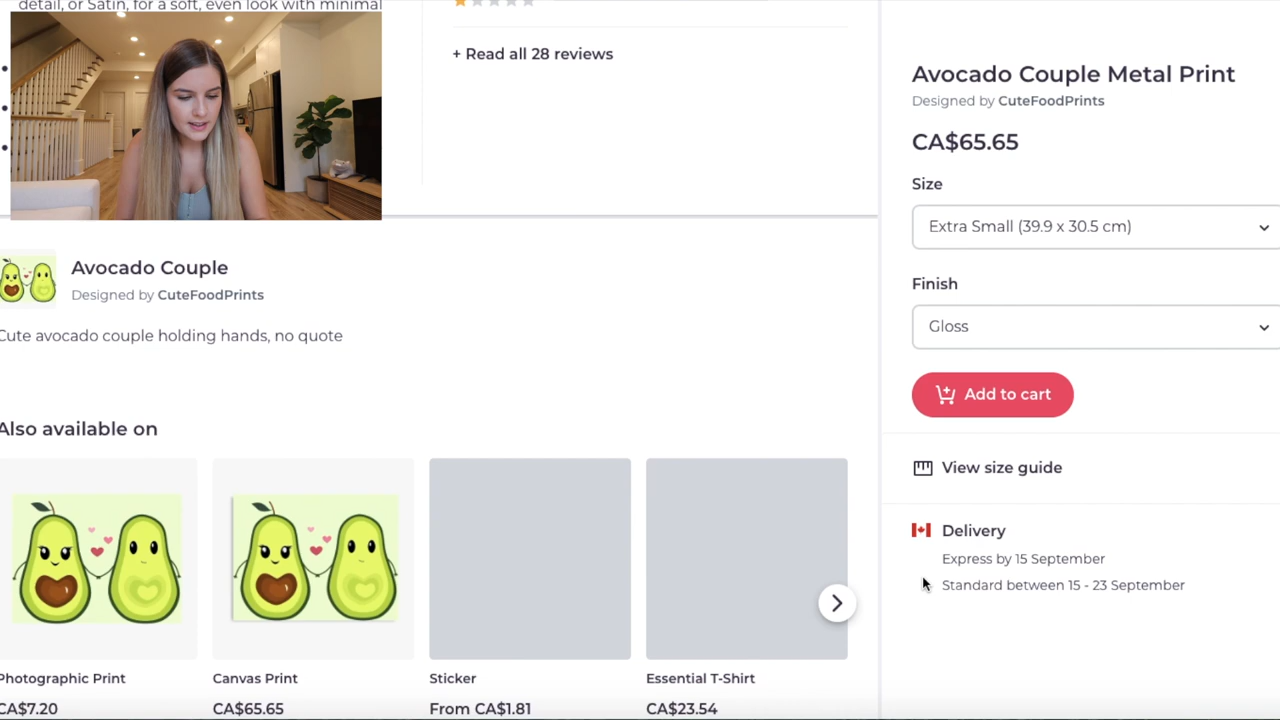 detail, or Satin, for a soft, even look with minimal
+ Read all 28 reviews
Avocado Couple
Designed by CuteFoodPrints
Cute avocado couple holding hands, no quote
Also available on
Photographic Print
CA$7.20
Canvas Print
CA$65.65
Sticker
From CA$1.81
Essential T-Shirt
CA$23.54
Avocado Couple Metal Print
Designed by CuteFoodPrints
CA$65.65
Size
Extra Small (39.9 x 30.5 cm)
Finish
Gloss
Add to cart
View size guide
Delivery
Express by 15 September
Standard between 15 - 23 September